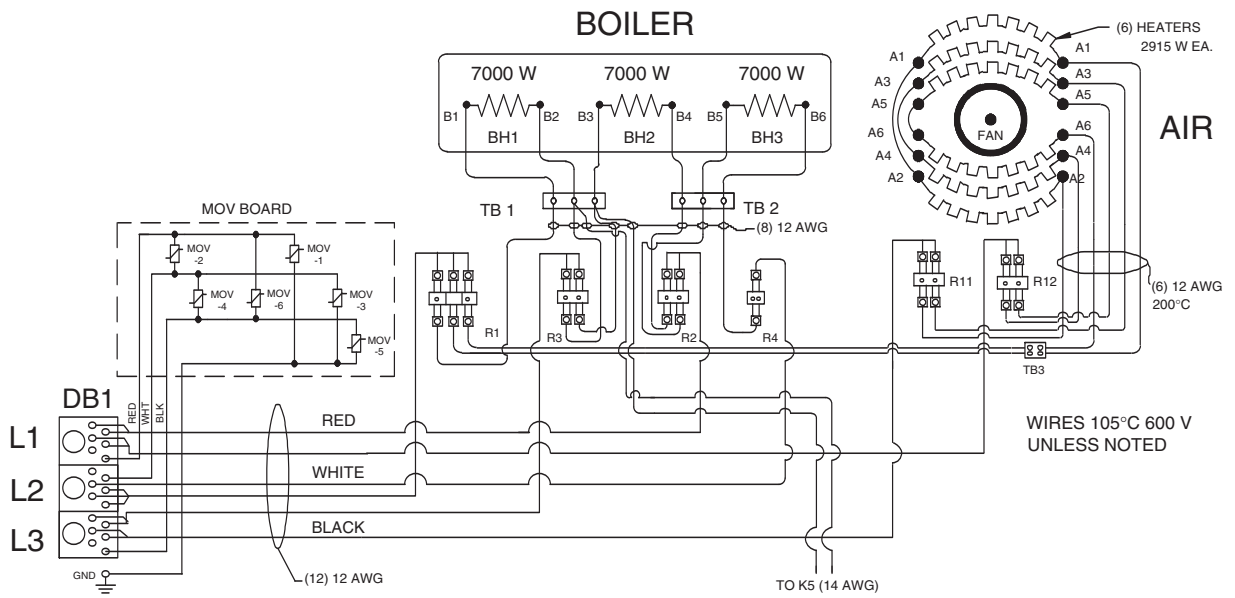 BOILER
(6) HEATERS
2915 W EA.
7000 W
7000 W
7000 W
B1
B2
B3
B4
B5
B6
BH1
BH2
BH3
A1
A3
A5
A6
A4
A2
FAN
A1
A3
A5
A6
A4
A2
AIR
TB 1
TB 2
(8) 12 AWG
MOV BOARD
MOV
-2
MOV
-1
MOV
-4
MOV
-6
MOV
-3
MOV
-5
R1
R3
R2
R4
R11
R12
(6) 12 AWG
200°C
TB3
DB1
RED
WHT
BLK
L1
L2
L3
RED
WHITE
BLACK
WIRES 105°C 600 V
UNLESS NOTED
GND
(12) 12 AWG
TO K5 (14 AWG)